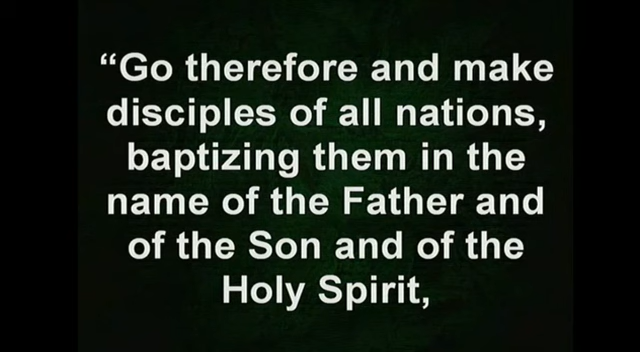 “Go therefore and make
disciples of all nations,
baptizing them in the
name of the Father and
of the Son and of the
Holy Spirit,